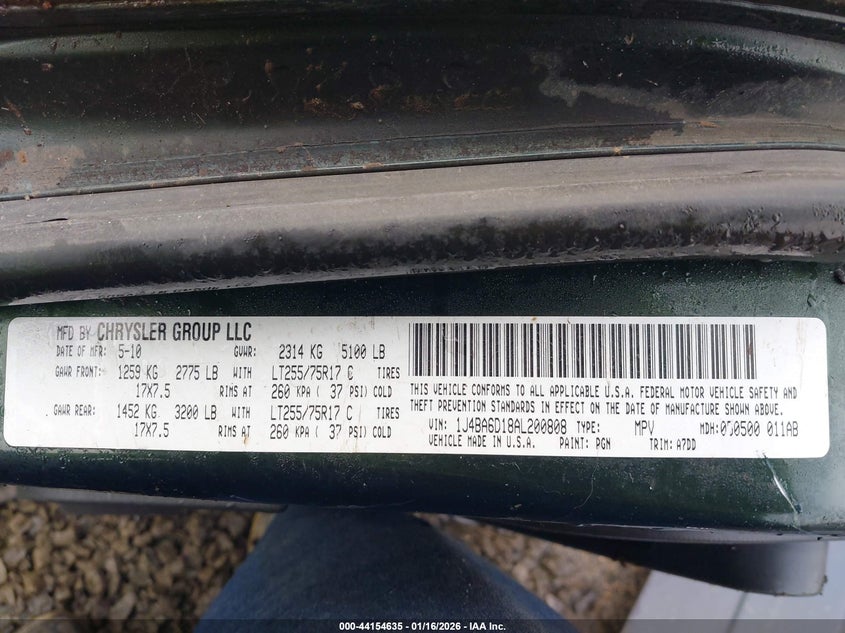 MFD BY CHRYSLER GROUP LLC
DATE OF MFR: 5-10 GVWR: 2314 KG 5100 LB
GAWR FRONT: 1259 KG 2775 LB WITH LT255/75R17 C TIRES
17X7.5 RIMS AT 260 KPA ( 37 PSI) COLD
GAWR REAR: 1452 KG 3200 LB WITH LT255/75R17 C TIRES
17X7.5 RIMS AT 260 KPA ( 37 PSI) COLD
THIS VEHICLE CONFORMS TO ALL APPLICABLE U.S.A. FEDERAL MOTOR VEHICLE SAFETY AND
THEFT PREVENTION STANDARDS IN EFFECT ON THE DATE OF MANUFACTURE SHOWN ABOVE.
VIN: 1J4BA6D18AL200808 TYPE: MPV MDH: 011AB
VEHICLE MADE IN U.S.A. PAINT: PGN TRIM: A7DD
000-44154635 - 01/16/2026 - IAA Inc.